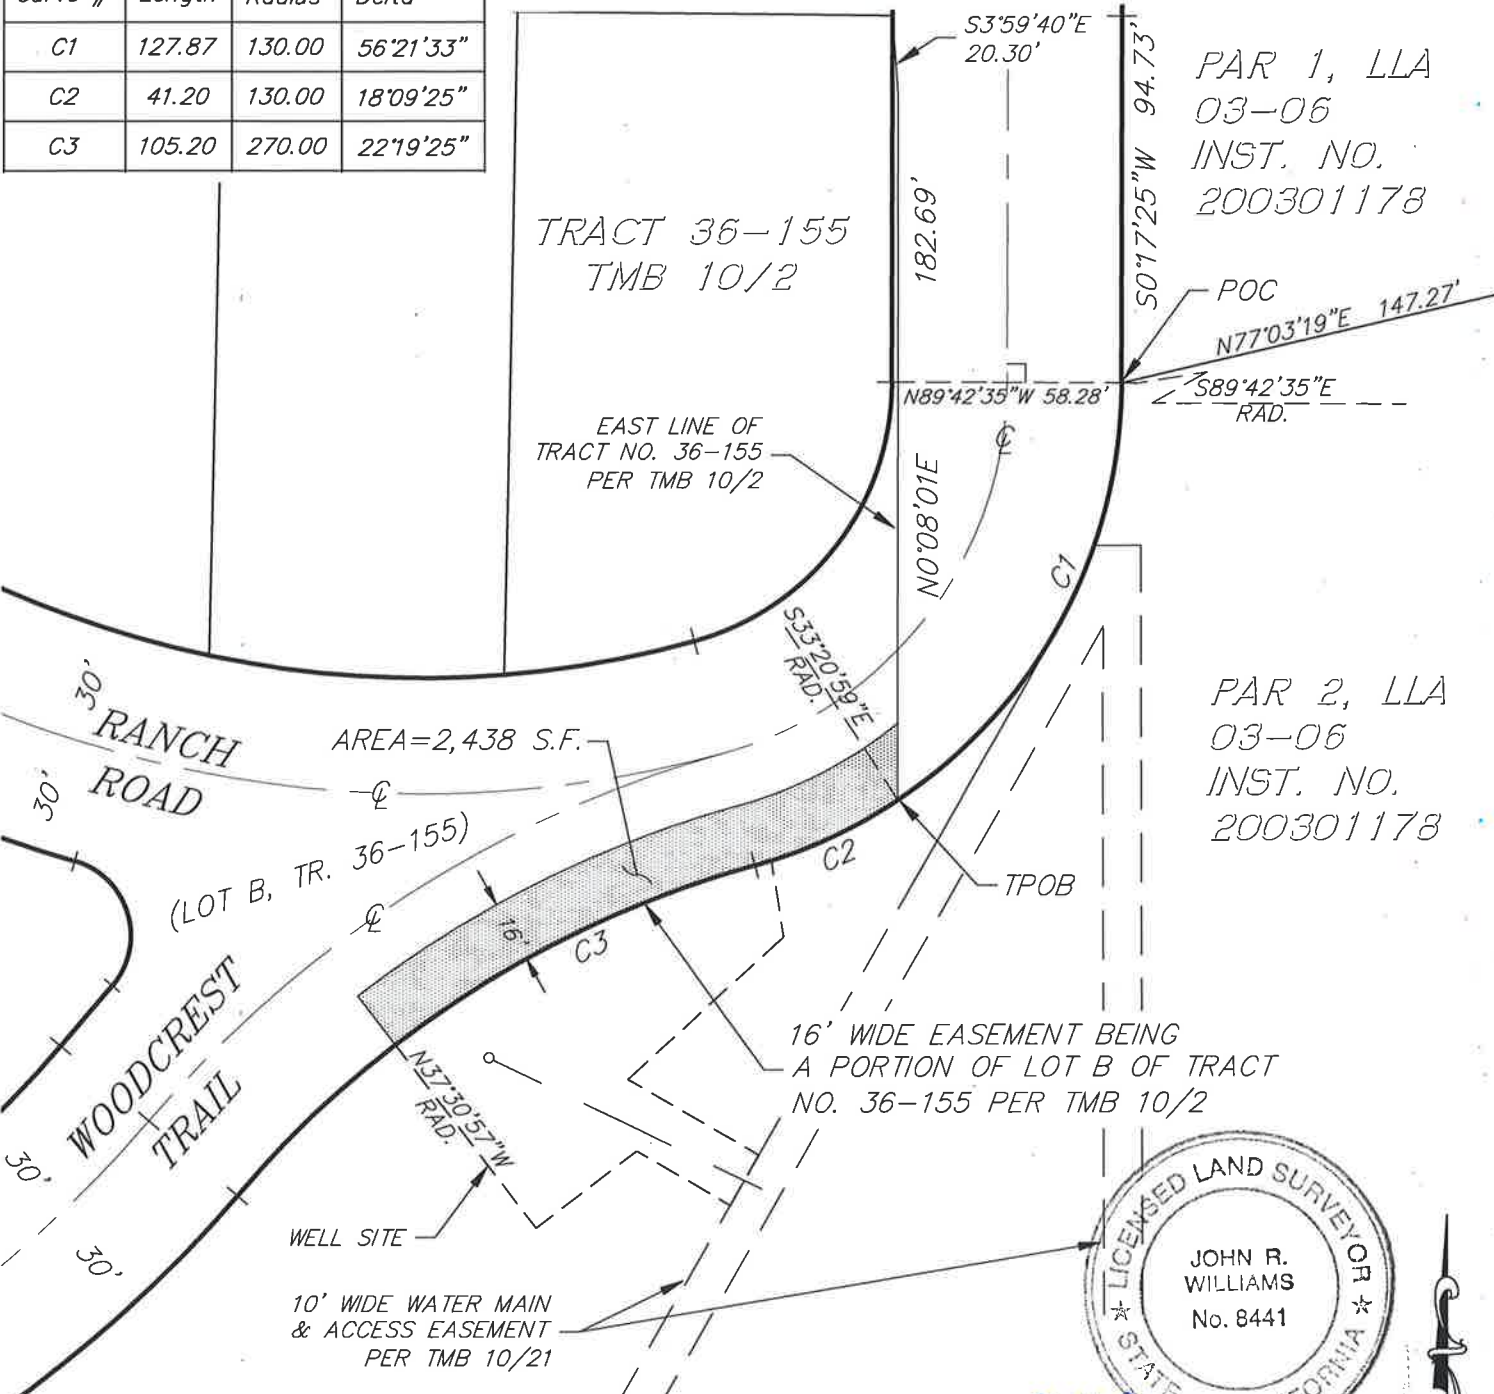 Curve # Length Radius Delta
C1 127.87 130.00 56°21'33"
C2 41.20 130.00 18°09'25"
C3 105.20 270.00 22°19'25"
S3°59'40"E
20.30'
S0°17'25"W 94.73'
PAR 1, LLA
03-06
INST. NO.
200301178
TRACT 36-155
TMB 10/2
182.69'
POC
N77°03'19"E 147.27'
N89°42'35"W 58.28'
S89°42'35"E
RAD.
℄
EAST LINE OF
TRACT NO. 36-155
PER TMB 10/2
N0°08'01E
C1
S33°20'59"E
RAD.
30'
RANCH
ROAD
30'
℄
AREA=2,438 S.F.
PAR 2, LLA
03-06
INST. NO.
200301178
(LOT B, TR. 36-155)
℄
C2
TPOB
16'
C3
WOODCREST
TRAIL
30'
30'
N37°30'57"W
RAD.
16' WIDE EASEMENT BEING
A PORTION OF LOT B OF TRACT
NO. 36-155 PER TMB 10/2
WELL SITE
10' WIDE WATER MAIN
& ACCESS EASEMENT
PER TMB 10/21
LICENSED LAND SURVEYOR
JOHN R.
WILLIAMS
No. 8441
STATE